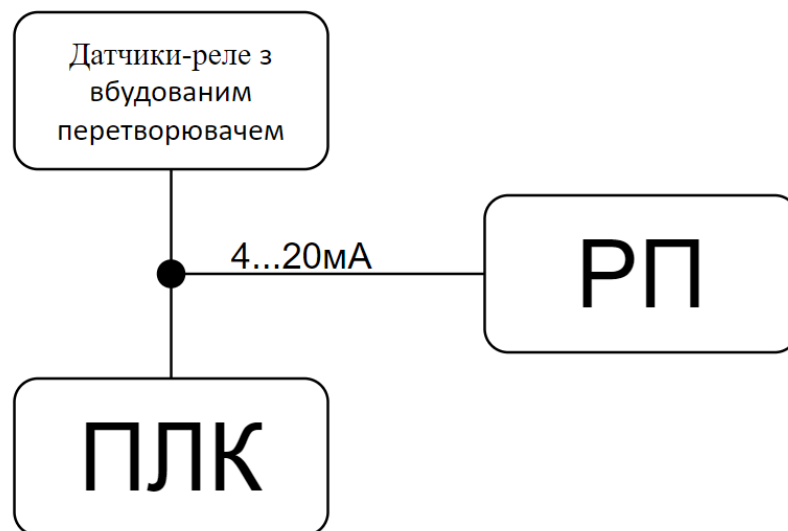 Датчики-реле з
вбудованим
перетворювачем
4...20мА
РП
ПЛК